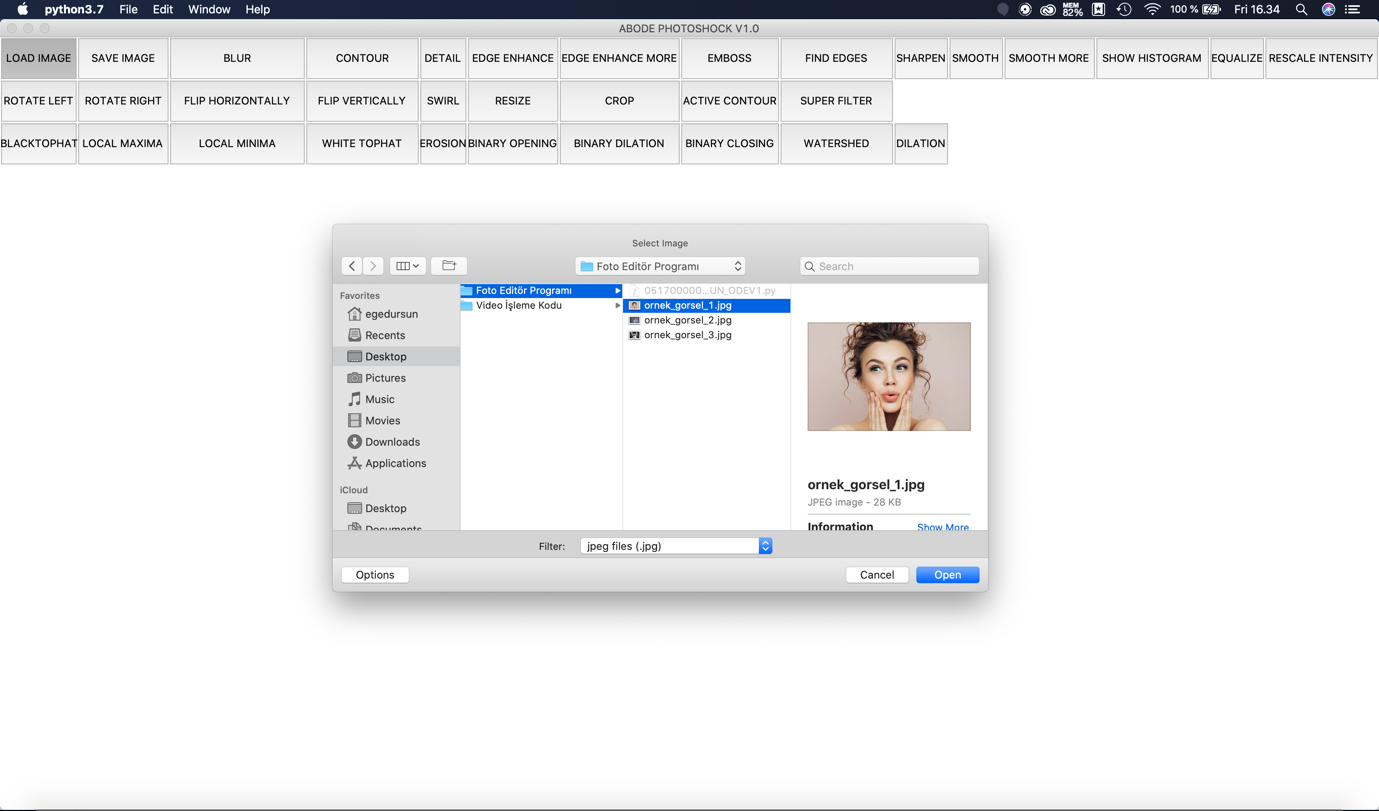 python3.7 File Edit Window Help MEM 82% 100 % Fri 16.34
ABODE PHOTOSHOCK V1.0
LOAD IMAGE SAVE IMAGE BLUR CONTOUR DETAIL EDGE ENHANCE EDGE ENHANCE MORE EMBOSS FIND EDGES SHARPEN SMOOTH SMOOTH MORE SHOW HISTOGRAM EQUALIZE RESCALE INTENSITY
ROTATE LEFT ROTATE RIGHT FLIP HORIZONTALLY FLIP VERTICALLY SWIRL RESIZE CROP ACTIVE CONTOUR SUPER FILTER
BLACKTOPHAT LOCAL MAXIMA LOCAL MINIMA WHITE TOPHAT EROSION BINARY OPENING BINARY DILATION BINARY CLOSING WATERSHED DILATION
Select Image
Foto Editör Programı
Search
Favorites
egedursun
Recents
Desktop
Pictures
Music
Movies
Downloads
Applications
iCloud
Desktop
Documents
Foto Editör Programı
Video İşleme Kodu
051700000...UN_ODEV1.py
ornek_gorsel_1.jpg
ornek_gorsel_2.jpg
ornek_gorsel_3.jpg
ornek_gorsel_1.jpg
JPEG image - 28 KB
Information Show More
Filter: jpeg files (.jpg)
Options Cancel Open